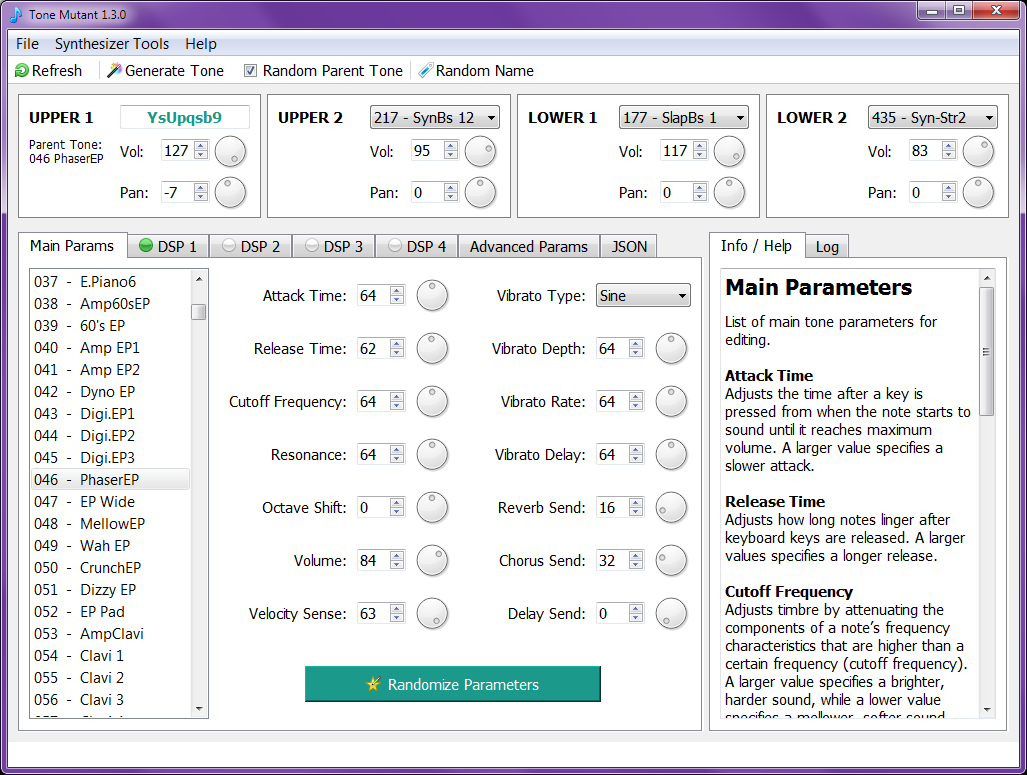 Tone Mutant 1.3.0
File Synthesizer Tools Help
Refresh Generate Tone Random Parent Tone Random Name
UPPER 1 YsUpqsb9
Parent Tone:
046 PhaserEP
Vol: 127
Pan: -7
UPPER 2 217 - SynBs 12
Vol: 95
Pan: 0
LOWER 1 177 - SlapBs 1
Vol: 117
Pan: 0
LOWER 2 435 - Syn-Str2
Vol: 83
Pan: 0
Main Params DSP 1 DSP 2 DSP 3 DSP 4 Advanced Params JSON
037 - E.Piano6
038 - Amp60sEP
039 - 60's EP
040 - Amp EP1
041 - Amp EP2
042 - Dyno EP
043 - Digi.EP1
044 - Digi.EP2
045 - Digi.EP3
046 - PhaserEP
047 - EP Wide
048 - MellowEP
049 - Wah EP
050 - CrunchEP
051 - Dizzy EP
052 - EP Pad
053 - AmpClavi
054 - Clavi 1
055 - Clavi 2
056 - Clavi 3
Attack Time: 64
Release Time: 62
Cutoff Frequency: 64
Resonance: 64
Octave Shift: 0
Volume: 84
Velocity Sense: 63
Vibrato Type: Sine
Vibrato Depth: 64
Vibrato Rate: 64
Vibrato Delay: 64
Reverb Send: 16
Chorus Send: 32
Delay Send: 0
Randomize Parameters
Info / Help Log
Main Parameters
List of main tone parameters for
editing.
Attack Time
Adjusts the time after a key is
pressed from when the note starts to
sound until it reaches maximum
volume. A larger value specifies a
slower attack.
Release Time
Adjusts how long notes linger after
keyboard keys are released. A larger
values specifies a longer release.
Cutoff Frequency
Adjusts timbre by attenuating the
components of a note’s frequency
characteristics that are higher than a
certain frequency (cutoff frequency).
A larger value specifies a brighter,
harder sound, while a lower value
specifies a mellower, softer sound